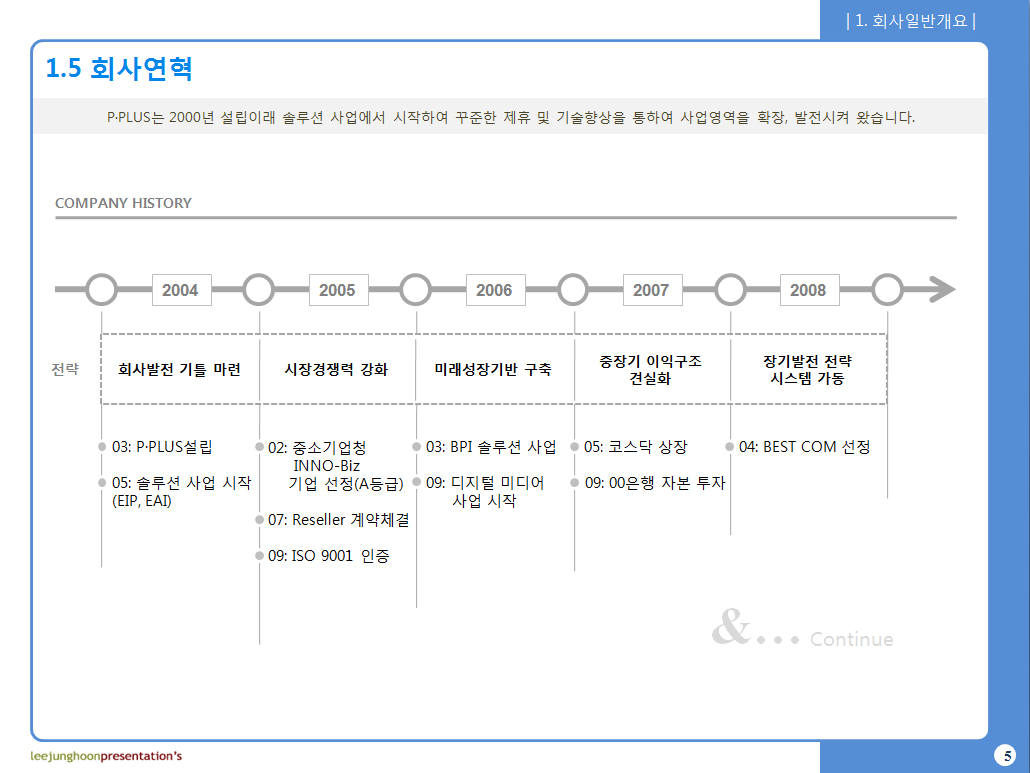 | 1. 회사일반개요 |
1.5 회사연혁
P·PLUS는 2000년 설립이래 솔루션 사업에서 시작하여 꾸준한 제휴 및 기술향상을 통하여 사업영역을 확장, 발전시켜 왔습니다.
COMPANY HISTORY
2004
2005
2006
2007
2008
전략
회사발전 기틀 마련
시장경쟁력 강화
미래성장기반 구축
중장기 이익구조
견실화
장기발전 전략
시스템 가동
03: P·PLUS설립
05: 솔루션 사업 시작
(EIP, EAI)
02: 중소기업청
INNO-Biz
기업 선정(A등급)
07: Reseller 계약체결
09: ISO 9001 인증
03: BPI 솔루션 사업
09: 디지털 미디어
사업 시작
05: 코스닥 상장
09: 00은행 자본 투자
04: BEST COM 선정
&... Continue
leejunghoonpresentation's
5